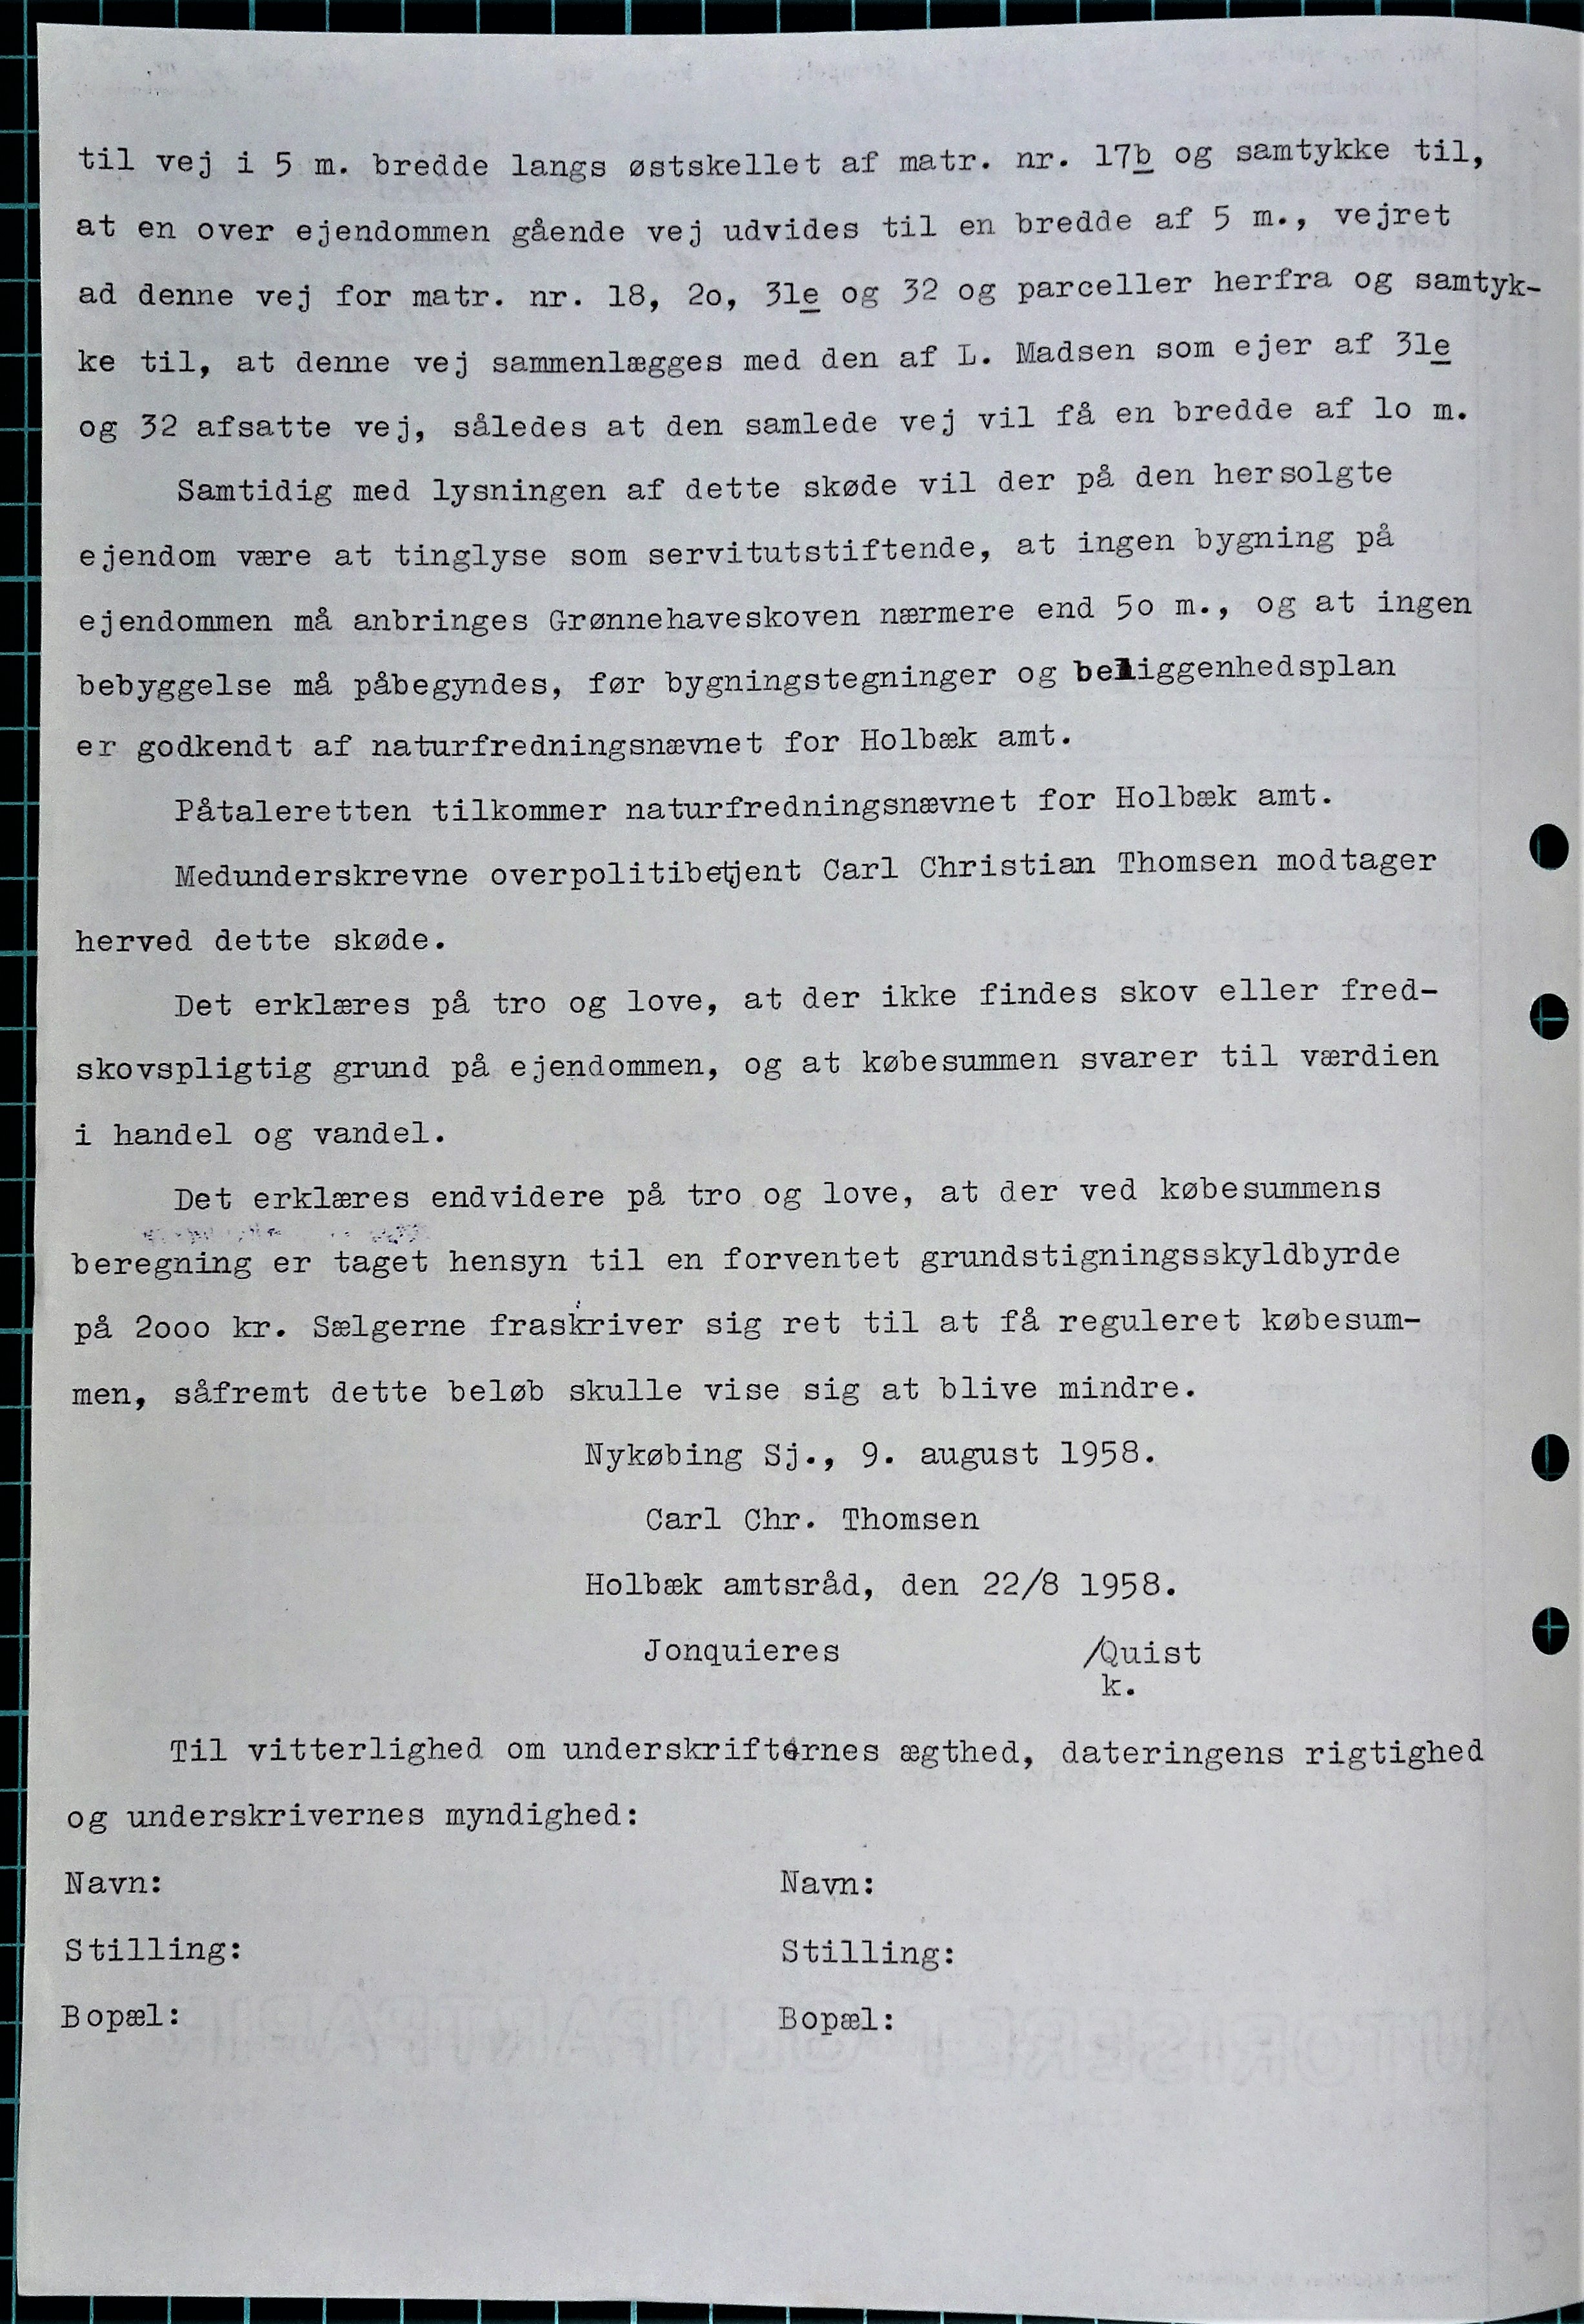 til vej i 5 m. bredde langs østskellet af matr. nr. 17b og samtykke til,
at en over ejendommen gående vej udvides til en bredde af 5 m., vejret
ad denne vej for matr. nr. 18, 2o, 31e og 32 og parceller herfra og samtyk-
ke til, at denne vej sammenlægges med den af L. Madsen som ejer af 31e
og 32 afsatte vej, således at den samlede vej vil få en bredde af lo m.
Samtidig med lysningen af dette skøde vil der på den hersolgte
ejendom være at tinglyse som servitutstiftende, at ingen bygning på
ejendommen må anbringes Grønnehaveskoven nærmere end 5o m., og at ingen
bebyggelse må påbegyndes, før bygningstegninger og beliggenhedsplan
er godkendt af naturfredningsnævnet for Holbæk amt.
Påtaleretten tilkommer naturfredningsnævnet for Holbæk amt.
Medunderskrevne overpolitibetjent Carl Christian Thomsen modtager
herved dette skøde.
Det erklæres på tro og love, at der ikke findes skov eller fred-
skovspligtig grund på ejendommen, og at købesummen svarer til værdien
i handel og vandel.
Det erklæres endvidere på tro og love, at der ved købesummens
beregning er taget hensyn til en forventet grundstigningsskyldbyrde
på 2ooo kr. Sælgerne fraskriver sig ret til at få reguleret købesum-
men, såfremt dette beløb skulle vise sig at blive mindre.
Nykøbing Sj., 9. august 1958.
Carl Chr. Thomsen
Holbæk amtsråd, den 22/8 1958.
Jonquieres /Quist
k.
Til vitterlighed om underskrifternes ægthed, dateringens rigtighed
og underskrivernes myndighed:
Navn: Navn:
Stilling: Stilling:
Bopæl: Bopæl: